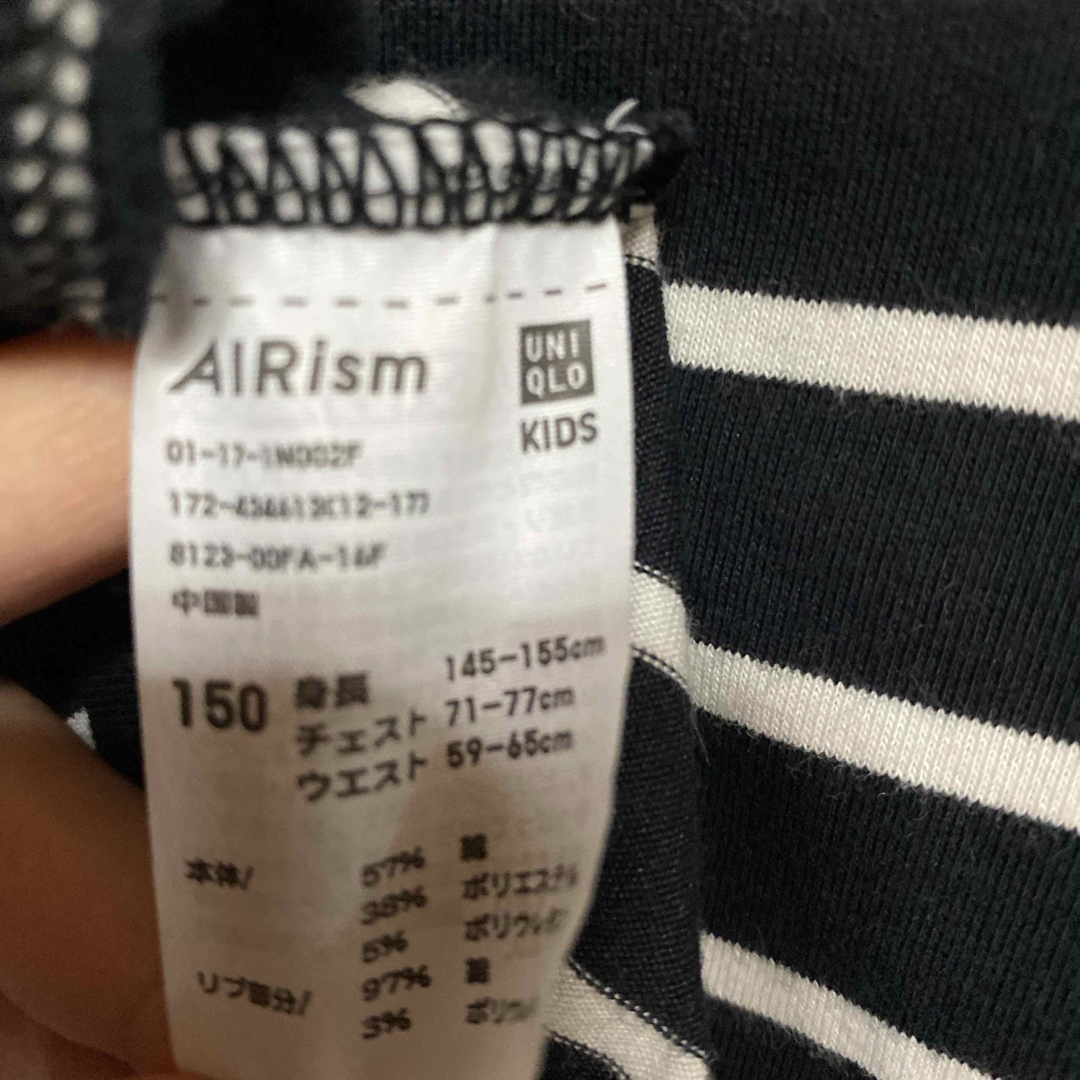 AIRism
UNI
QLO
KIDS
01-17-1N002F
172-434613(12-17)
8123-00FA-16F
中国製
150
身長 145-155cm
チェスト 71-77cm
ウエスト 59-65cm
本体/ 57% 綿
38% ポリエステル
5% ポリウレタン
リブ部分/ 97% 綿
3%